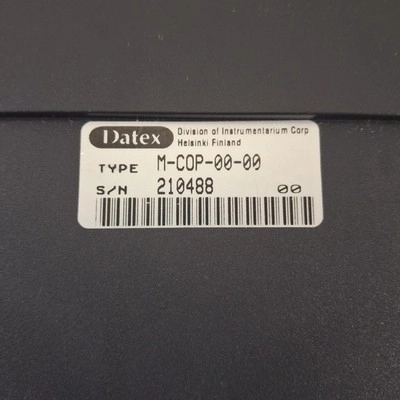 Datex Division of Instrumentarium Corp
Helsinki Finland
TYPE M-COP-00-00
S/N 210488 00